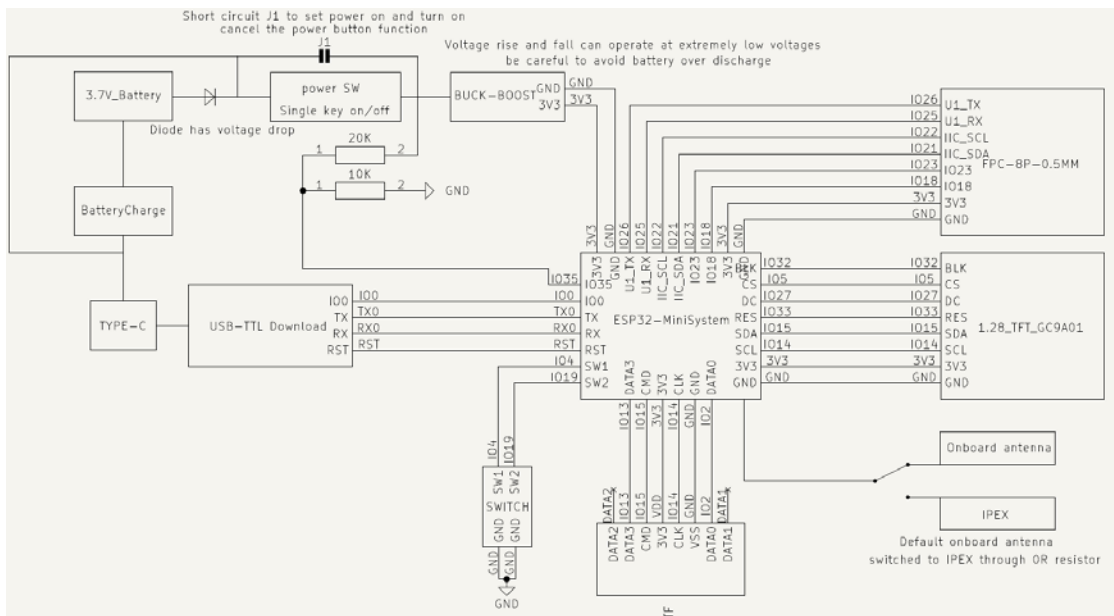 Short circuit J1 to set power on and turn on
cancel the power button function
J1
Voltage rise and fall can operate at extremely low voltages
be careful to avoid battery over discharge
3.7V_Battery
power SW
Single key on/off
BUCK-BOOST
GND
3V3
GND
3V3
Diode has voltage drop
20K
1
2
10K
1
2
GND
BatteryCharge
TYPE-C
USB-TTL Download
IO0
TX
RX
RST
IO0
TX0
RX0
RST
IO35
IO0
TX0
RX0
RST
IO4
IO19
IO35
IO0
TX
RX
RST
SW1
SW2
ESP32-MiniSystem
3V3
GND
IO26
IO25
IO22
IO21
IO23
IO18
3V3
GND
3V3
GND
U1_TX
U1_RX
IIC_SCL
IIC_SDA
IO23
IO18
3V3
GND
IO26
IO25
IO22
IO21
IO23
IO18
3V3
GND
U1_TX
U1_RX
IIC_SCL
IIC_SDA
IO23
IO18
3V3
GND
FPC-8P-0.5MM
BLK
CS
DC
RES
SDA
SCL
3V3
GND
IO32
IO5
IO27
IO33
IO15
IO14
3V3
GND
IO32
IO5
IO27
IO33
IO15
IO14
3V3
GND
BLK
CS
DC
RES
SDA
SCL
3V3
GND
1.28_TFT_GC9A01
DATA3
CMD
3V3
CLK
GND
DATA0
IO13
IO15
3V3
IO14
GND
IO2
DATA2
IO13
IO15
VDD
IO14
GND
IO2
DATA1
DATA2
DATA3
CMD
3V3
CLK
VSS
DATA0
DATA1
TF
IO4
IO19
SW1
SW2
SWITCH
GND
GND
GND
GND
GND
Onboard antenna
IPEX
Default onboard antenna
switched to IPEX through 0R resistor